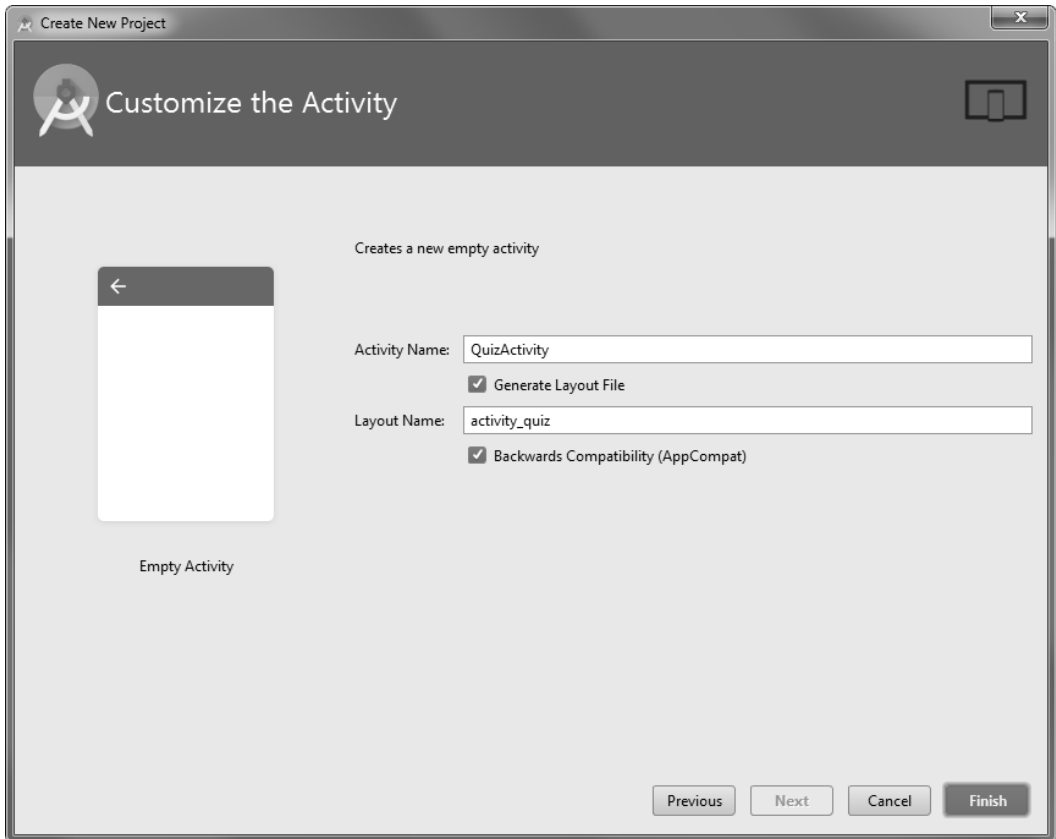 Create New Project
Customize the Activity
Creates a new empty activity
Activity Name: QuizActivity
Generate Layout File
Layout Name: activity_quiz
Backwards Compatibility (AppCompat)
Empty Activity
Previous Next Cancel Finish